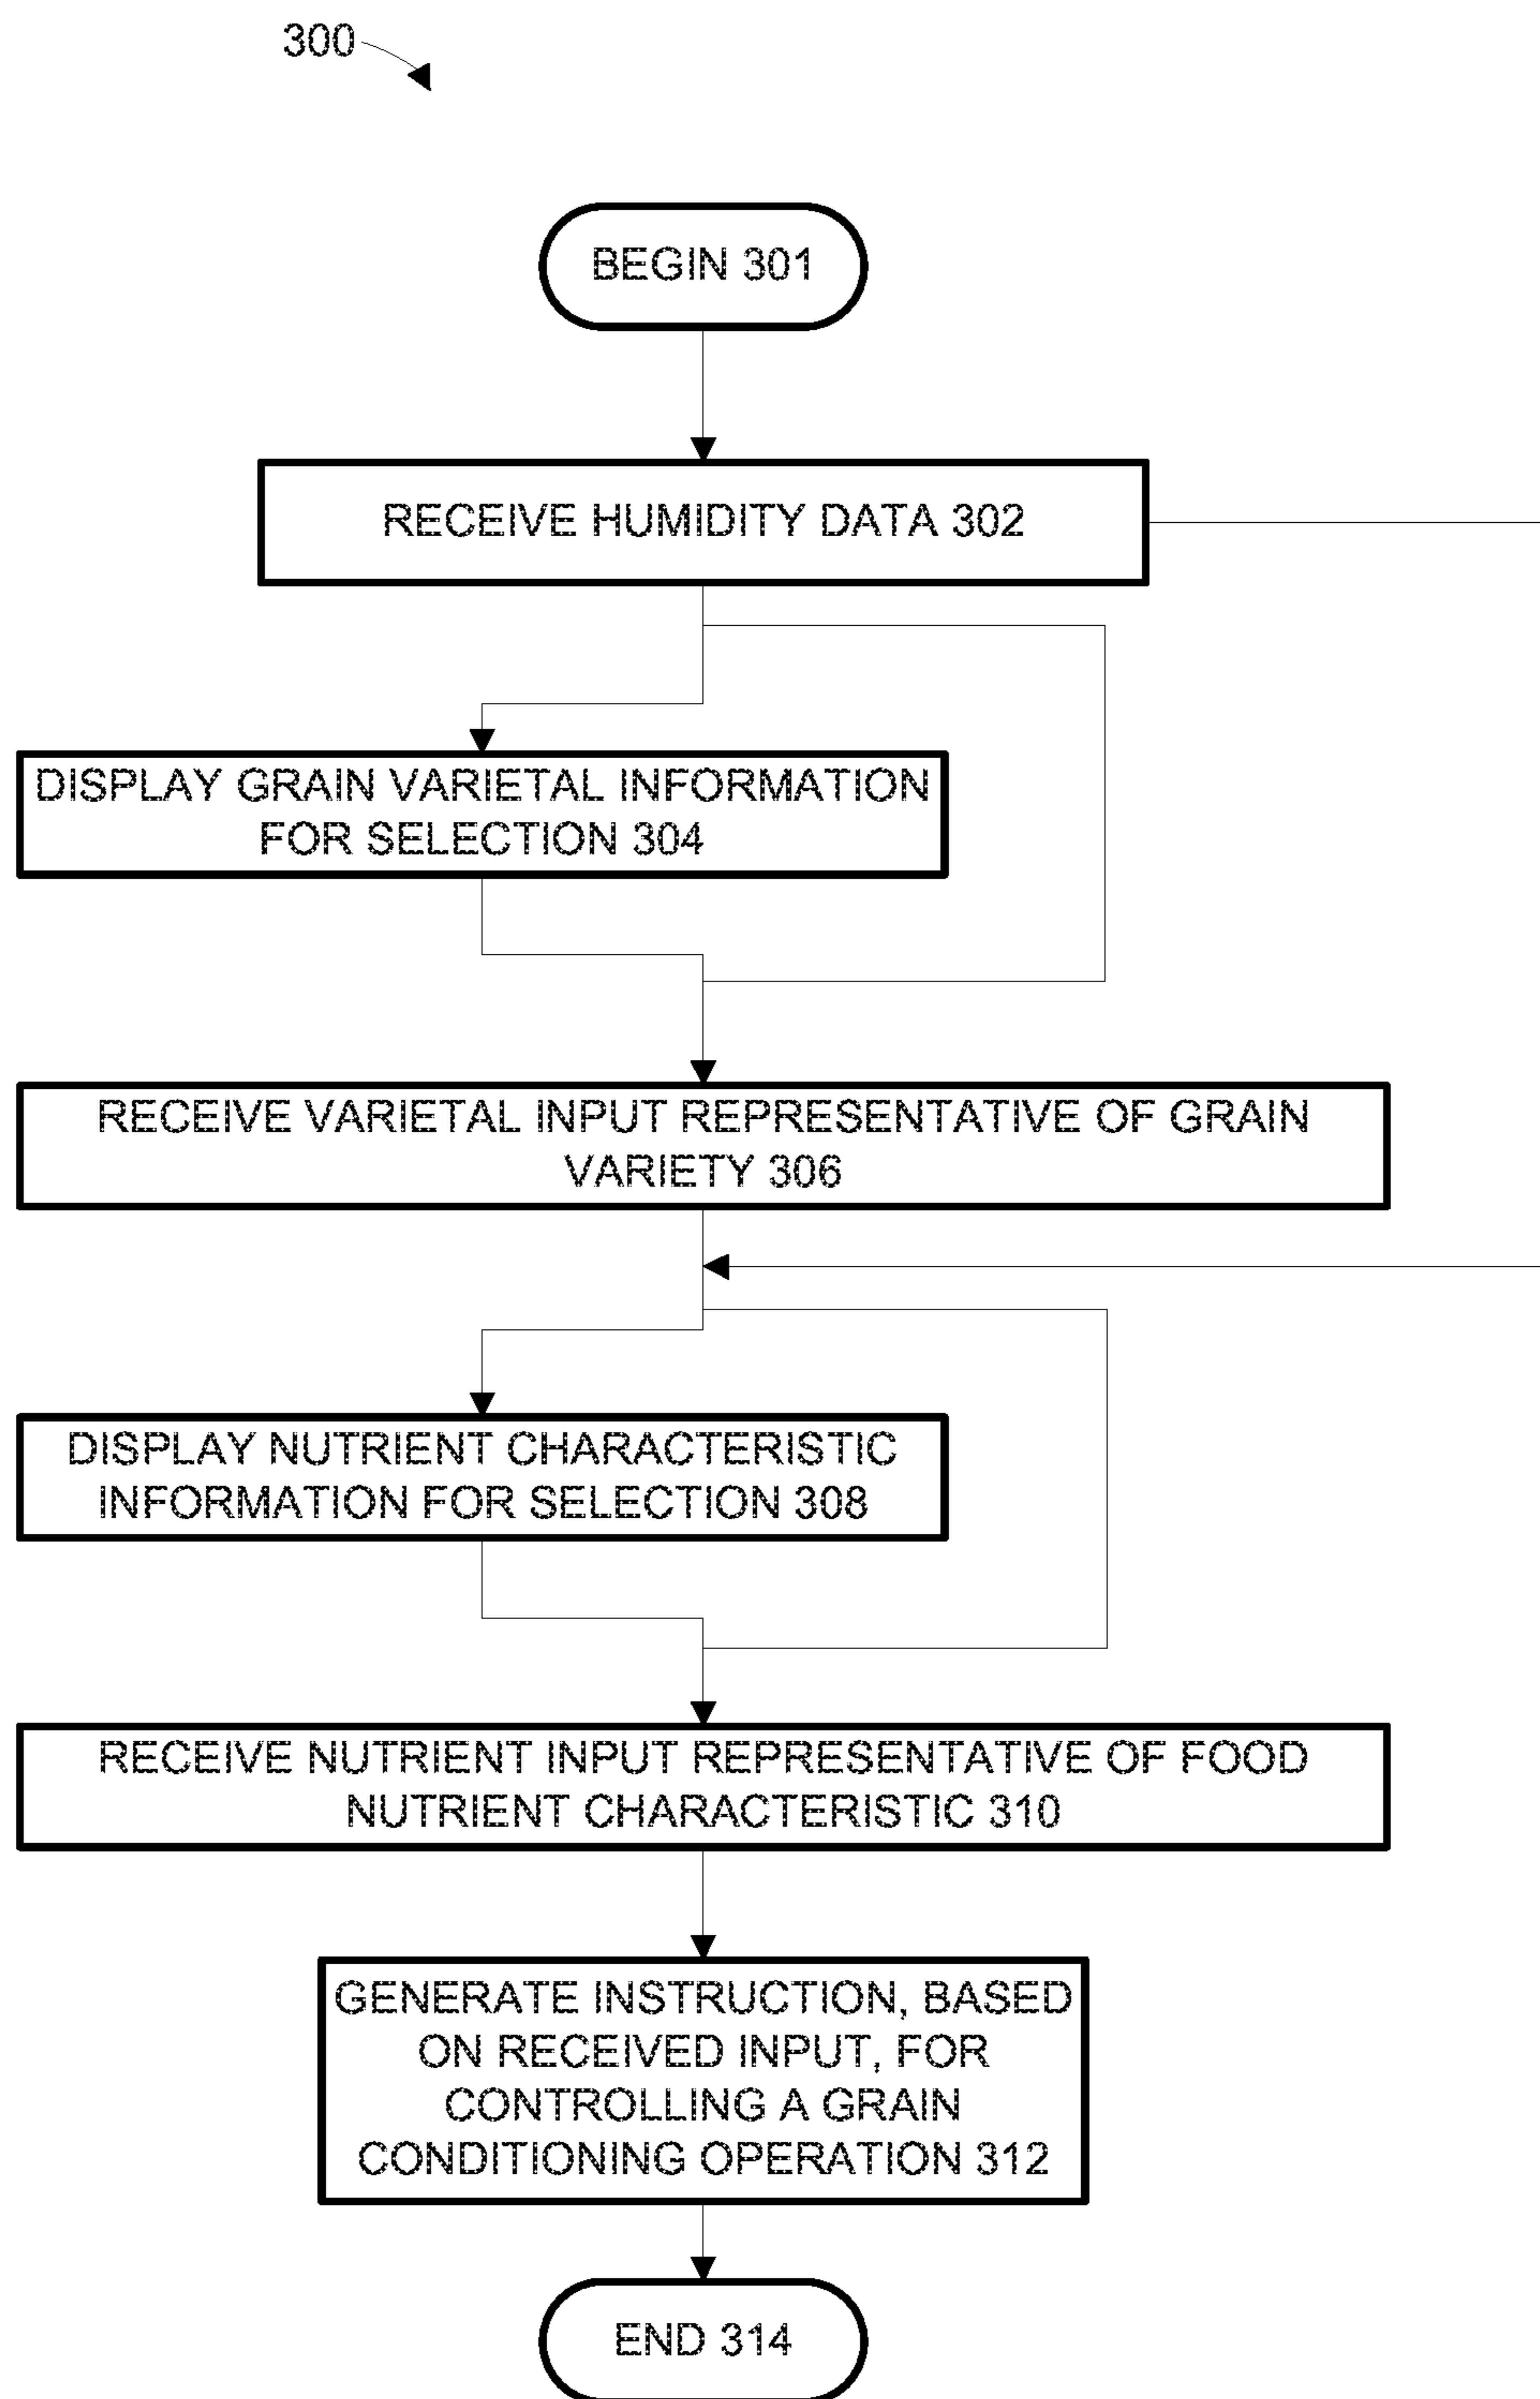 300
BEGIN 301
RECEIVE HUMIDITY DATA 302
DISPLAY GRAIN VARIETAL INFORMATION
FOR SELECTION 304
RECEIVE VARIETAL INPUT REPRESENTATIVE OF GRAIN
VARIETY 306
DISPLAY NUTRIENT CHARACTERISTIC
INFORMATION FOR SELECTION 308
RECEIVE NUTRIENT INPUT REPRESENTATIVE OF FOOD
NUTRIENT CHARACTERISTIC 310
GENERATE INSTRUCTION, BASED
ON RECEIVED INPUT, FOR
CONTROLLING A GRAIN
CONDITIONING OPERATION 312
END 314